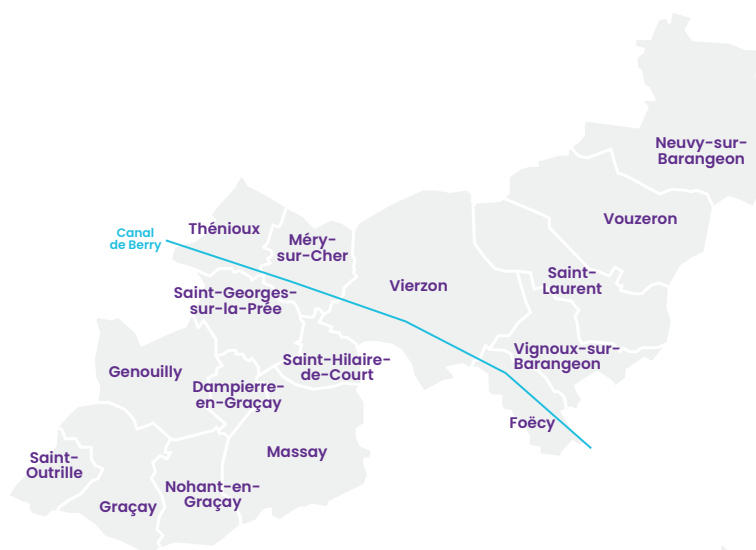 Neuvy-sur-
Barangeon
Vouzeron
Thénioux
Canal
de Berry
Méry-
sur-Cher
Saint-
Laurent
Vierzon
Saint-Georges-
sur-la-Prée
Vignoux-sur-
Barangeon
Saint-Hilaire-
de-Court
Genouilly
Dampierre-
en-Graçay
Foëcy
Massay
Saint-
Outrille
Nohant-en-
Graçay
Graçay